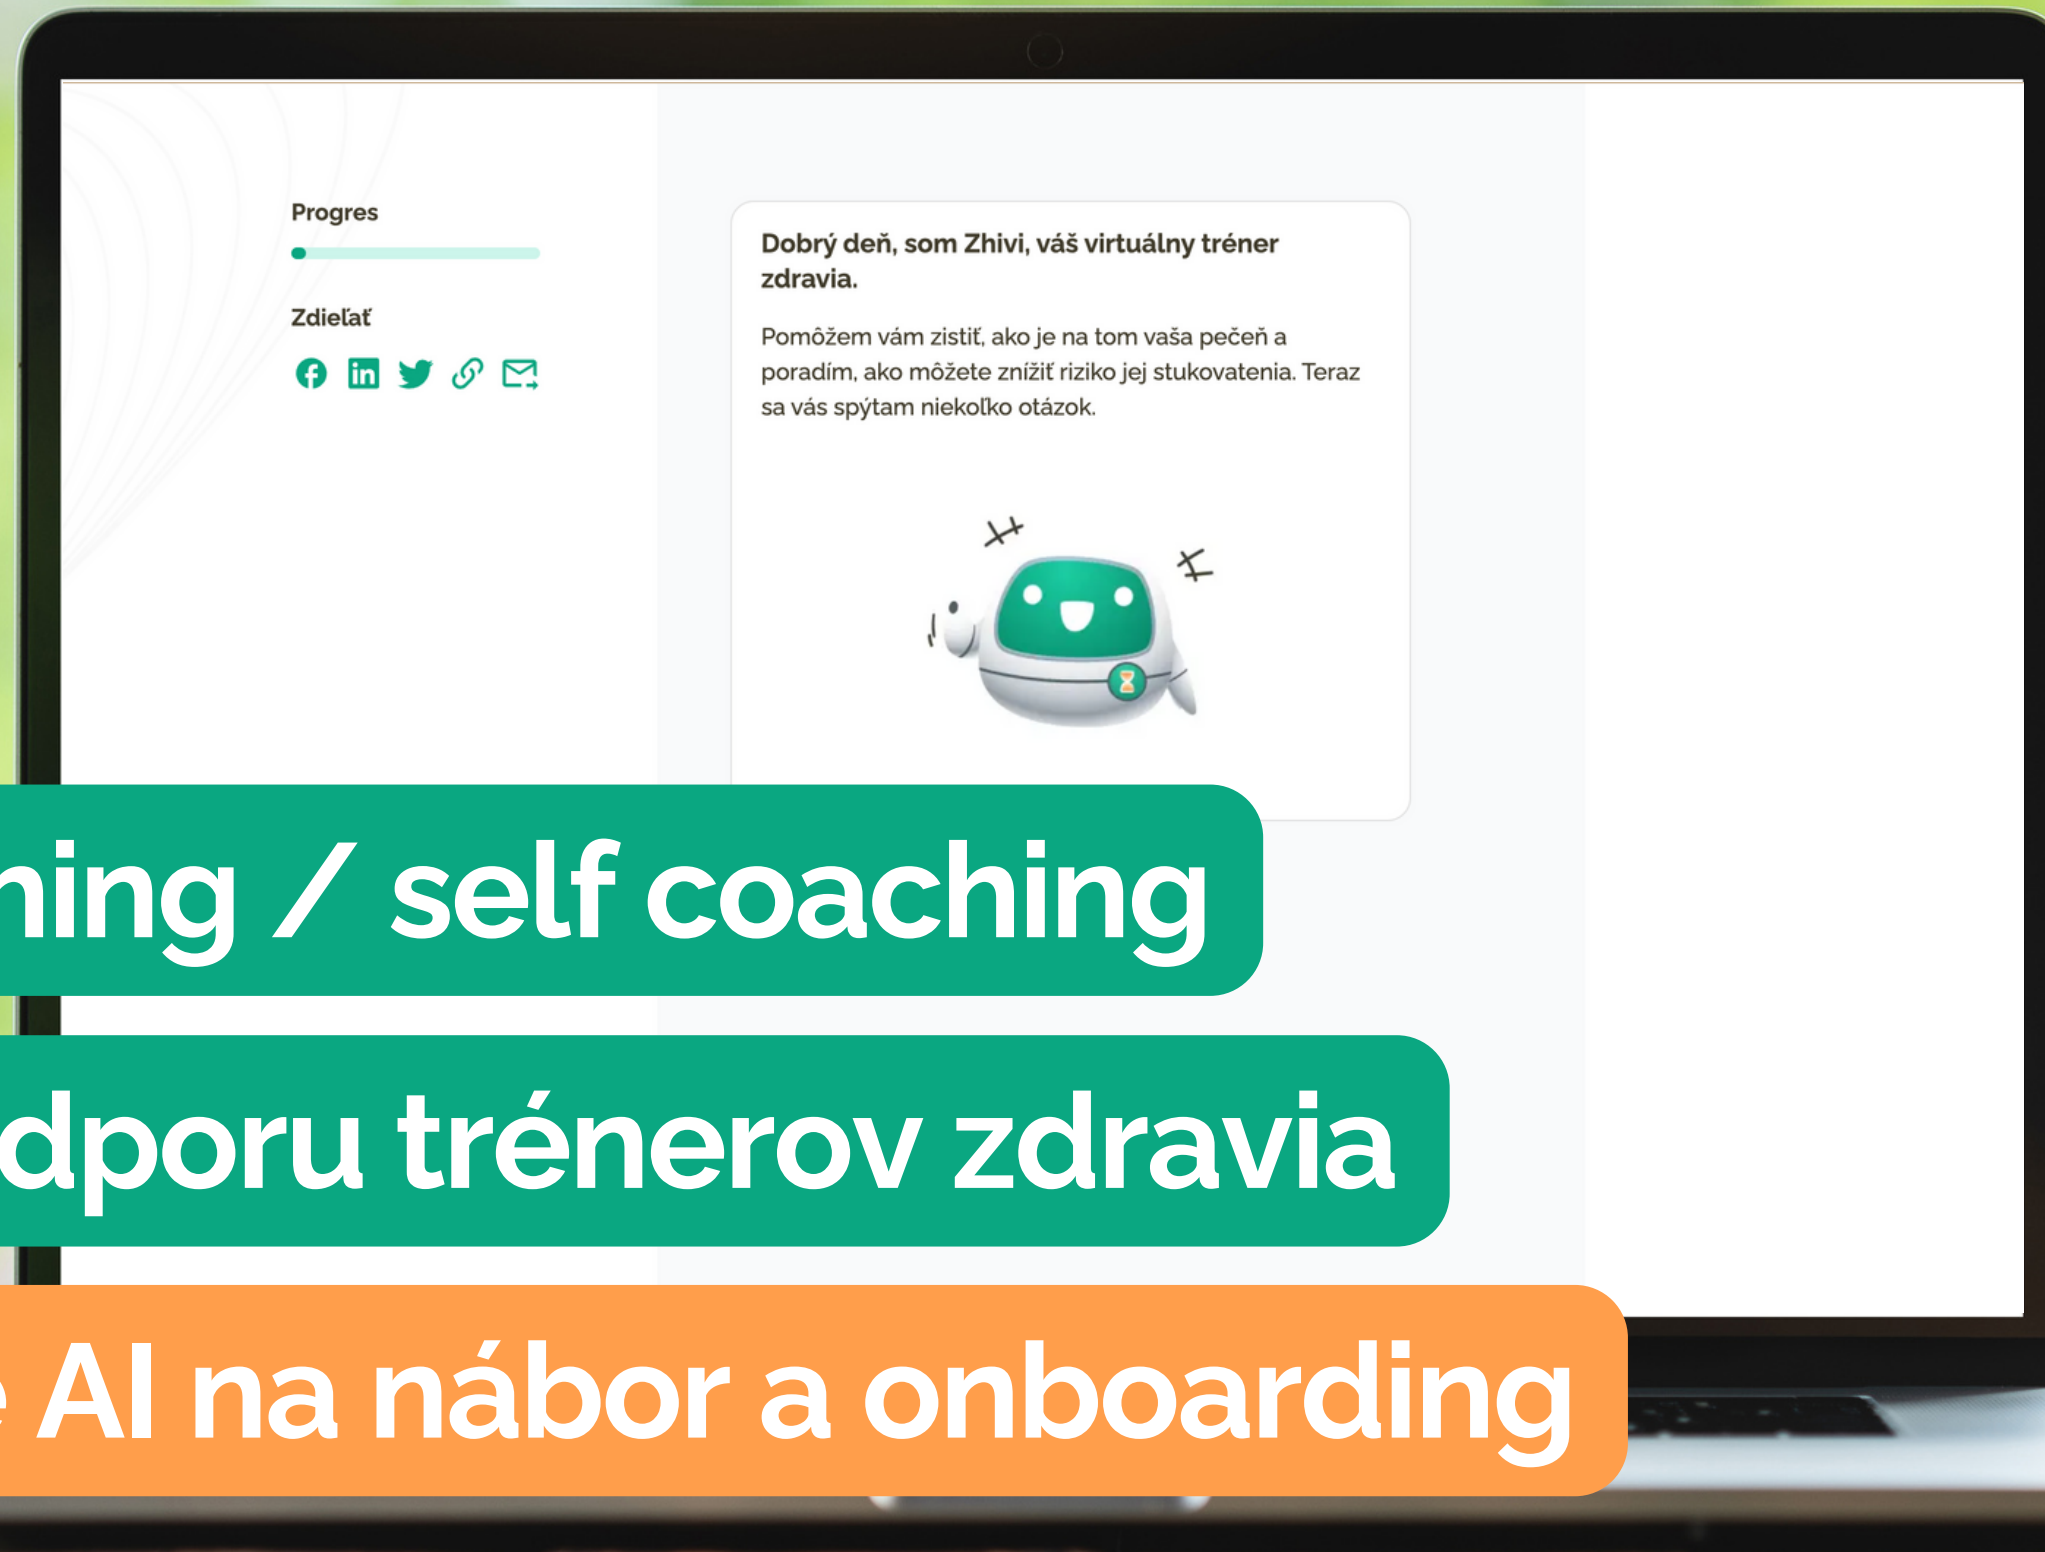 Progres
Zdieľať
Dobrý deň, som Zhivi, váš virtuálny tréner
zdravia.
Pomôžem vám zistiť, ako je na tom vaša pečeň a
poradím, ako môžete znížiť riziko jej stukovatenia. Teraz
sa vás spýtam niekoľko otázok.
/ self coaching
trénerov zdravia
AI na nábor a onboarding